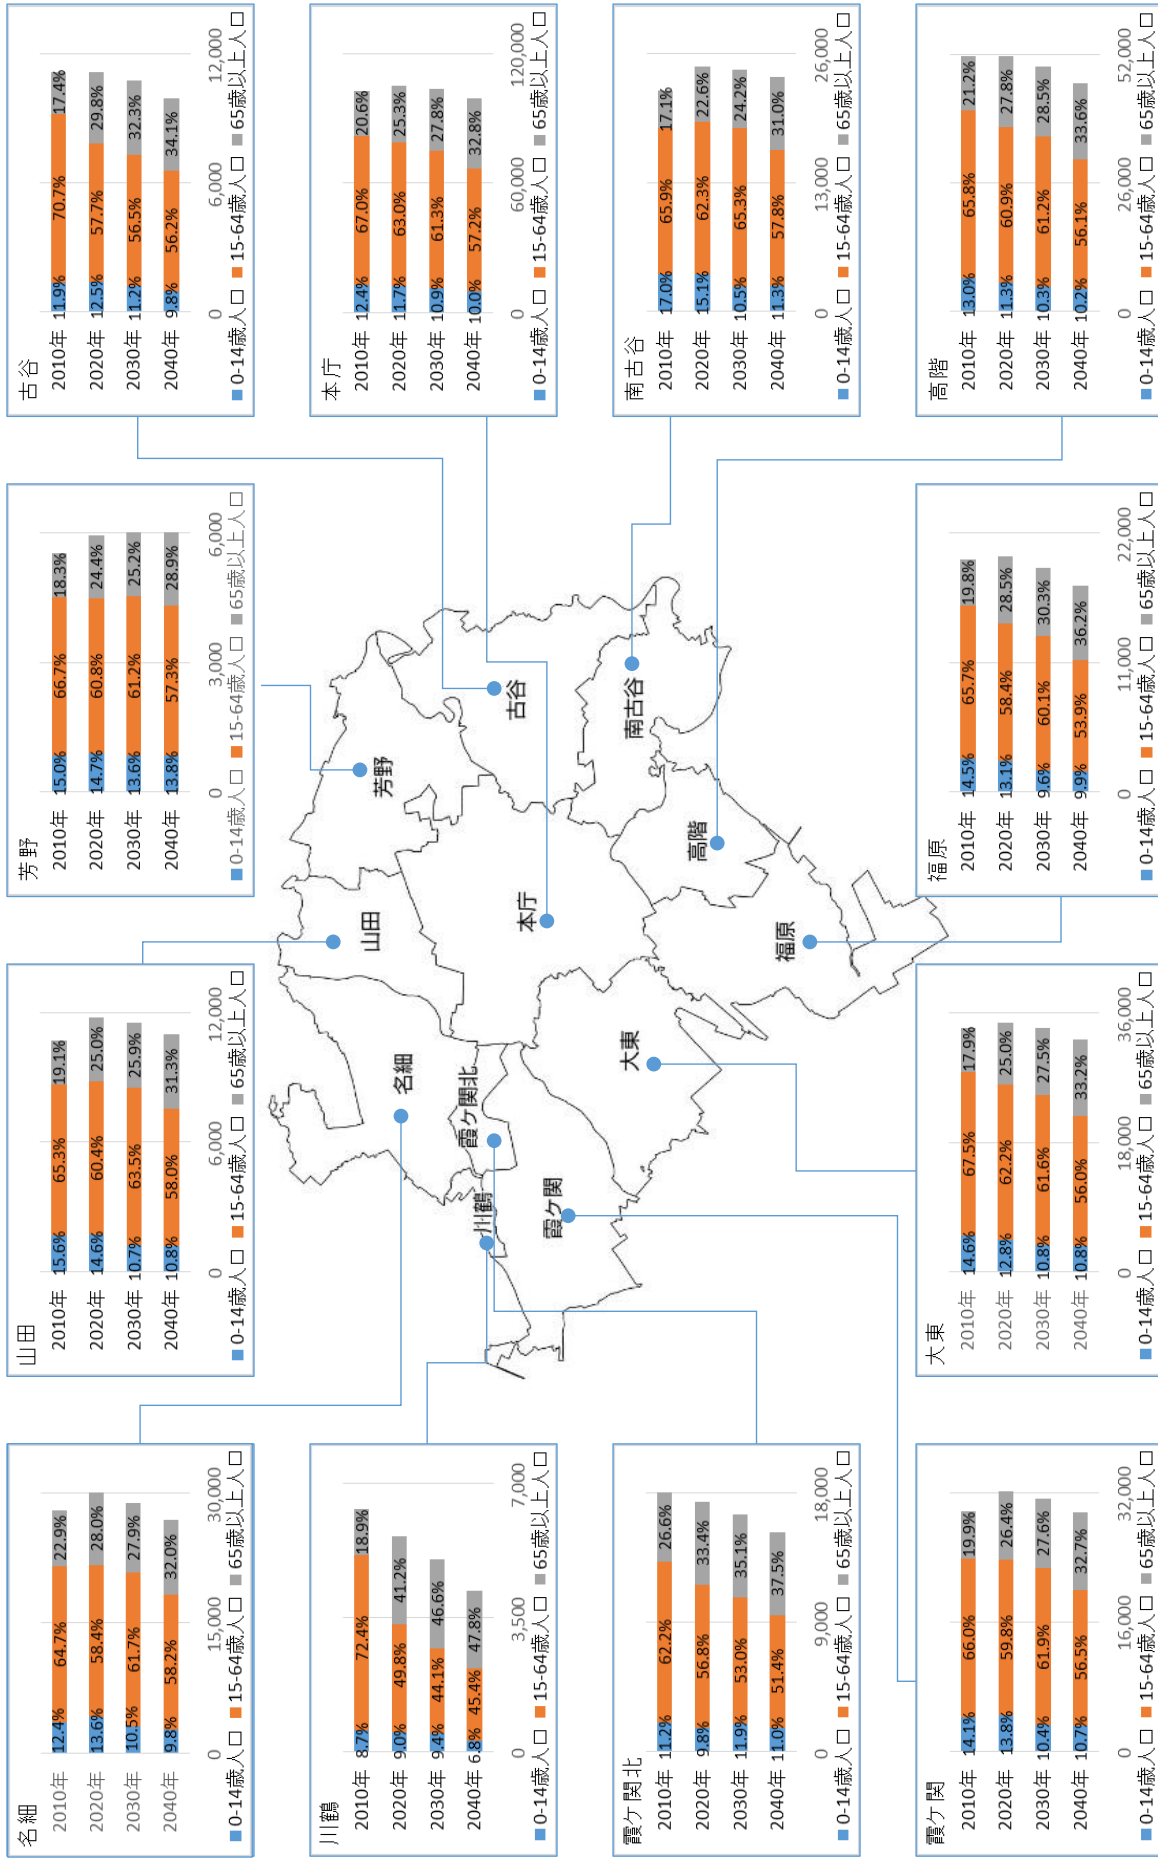 名細
2010年 12.4% 64.7% 22.9%
2020年 13.6% 58.4% 28.0%
2030年 10.5% 61.7% 27.9%
2040年 9.8% 58.2% 32.0%
0 15,000 30,000
■0-14歳人口 ■15-64歳人口 ■65歳以上人口
山田
2010年 15.6% 65.3% 19.1%
2020年 14.6% 60.4% 25.0%
2030年 10.7% 63.5% 25.9%
2040年 10.8% 58.0% 31.3%
0 6,000 12,000
■0-14歳人口 ■15-64歳人口 ■65歳以上人口
芳野
2010年 15.0% 66.7% 18.3%
2020年 14.7% 60.8% 24.4%
2030年 13.6% 61.2% 25.2%
2040年 13.8% 57.3% 28.9%
0 3,000 6,000
■0-14歳人口 ■15-64歳人口 ■65歳以上人口
古谷
2010年 11.9% 70.7% 17.4%
2020年 12.5% 57.7% 29.8%
2030年 11.2% 56.5% 32.3%
2040年 9.8% 56.2% 34.1%
0 6,000 12,000
■0-14歳人口 ■15-64歳人口 ■65歳以上人口
川鶴
2010年 8.7% 72.4% 18.9%
2020年 9.0% 49.8% 41.2%
2030年 9.4% 44.1% 46.6%
2040年 6.8% 45.4% 47.8%
0 3,500 7,000
■0-14歳人口 ■15-64歳人口 ■65歳以上人口
山田
芳野
名細
霞ケ関北
川鶴
古谷
本庁
霞ケ関
大東
南古谷
高階
福原
本庁
2010年 12.4% 67.0% 20.6%
2020年 11.7% 63.0% 25.3%
2030年 10.9% 61.3% 27.8%
2040年 10.0% 57.2% 32.8%
0 60,000 120,000
■0-14歳人口 ■15-64歳人口 ■65歳以上人口
霞ケ関北
2010年 11.2% 62.2% 26.6%
2020年 9.8% 56.8% 33.4%
2030年 11.9% 53.0% 35.1%
2040年 11.0% 51.4% 37.5%
0 9,000 18,000
■0-14歳人口 ■15-64歳人口 ■65歳以上人口
南古谷
2010年 17.0% 65.9% 17.1%
2020年 15.1% 62.3% 22.6%
2030年 10.5% 65.3% 24.2%
2040年 11.3% 57.8% 31.0%
0 13,000 26,000
■0-14歳人口 ■15-64歳人口 ■65歳以上人口
霞ケ関
2010年 14.1% 66.0% 19.9%
2020年 13.8% 59.8% 26.4%
2030年 10.4% 61.9% 27.6%
2040年 10.7% 56.5% 32.7%
0 16,000 32,000
■0-14歳人口 ■15-64歳人口 ■65歳以上人口
大東
2010年 14.6% 67.5% 17.9%
2020年 12.8% 62.2% 25.0%
2030年 10.8% 61.6% 27.5%
2040年 10.8% 56.0% 33.2%
0 18,000 36,000
■0-14歳人口 ■15-64歳人口 ■65歳以上人口
福原
2010年 14.5% 65.7% 19.8%
2020年 13.1% 58.4% 28.5%
2030年 9.6% 60.1% 30.3%
2040年 9.9% 53.9% 36.2%
0 11,000 22,000
■0-14歳人口 ■15-64歳人口 ■65歳以上人口
高階
2010年 13.0% 65.8% 21.2%
2020年 11.3% 60.9% 27.8%
2030年 10.3% 61.2% 28.5%
2040年 10.2% 56.1% 33.6%
0 26,000 52,000
■0-14歳人口 ■15-64歳人口 ■65歳以上人口